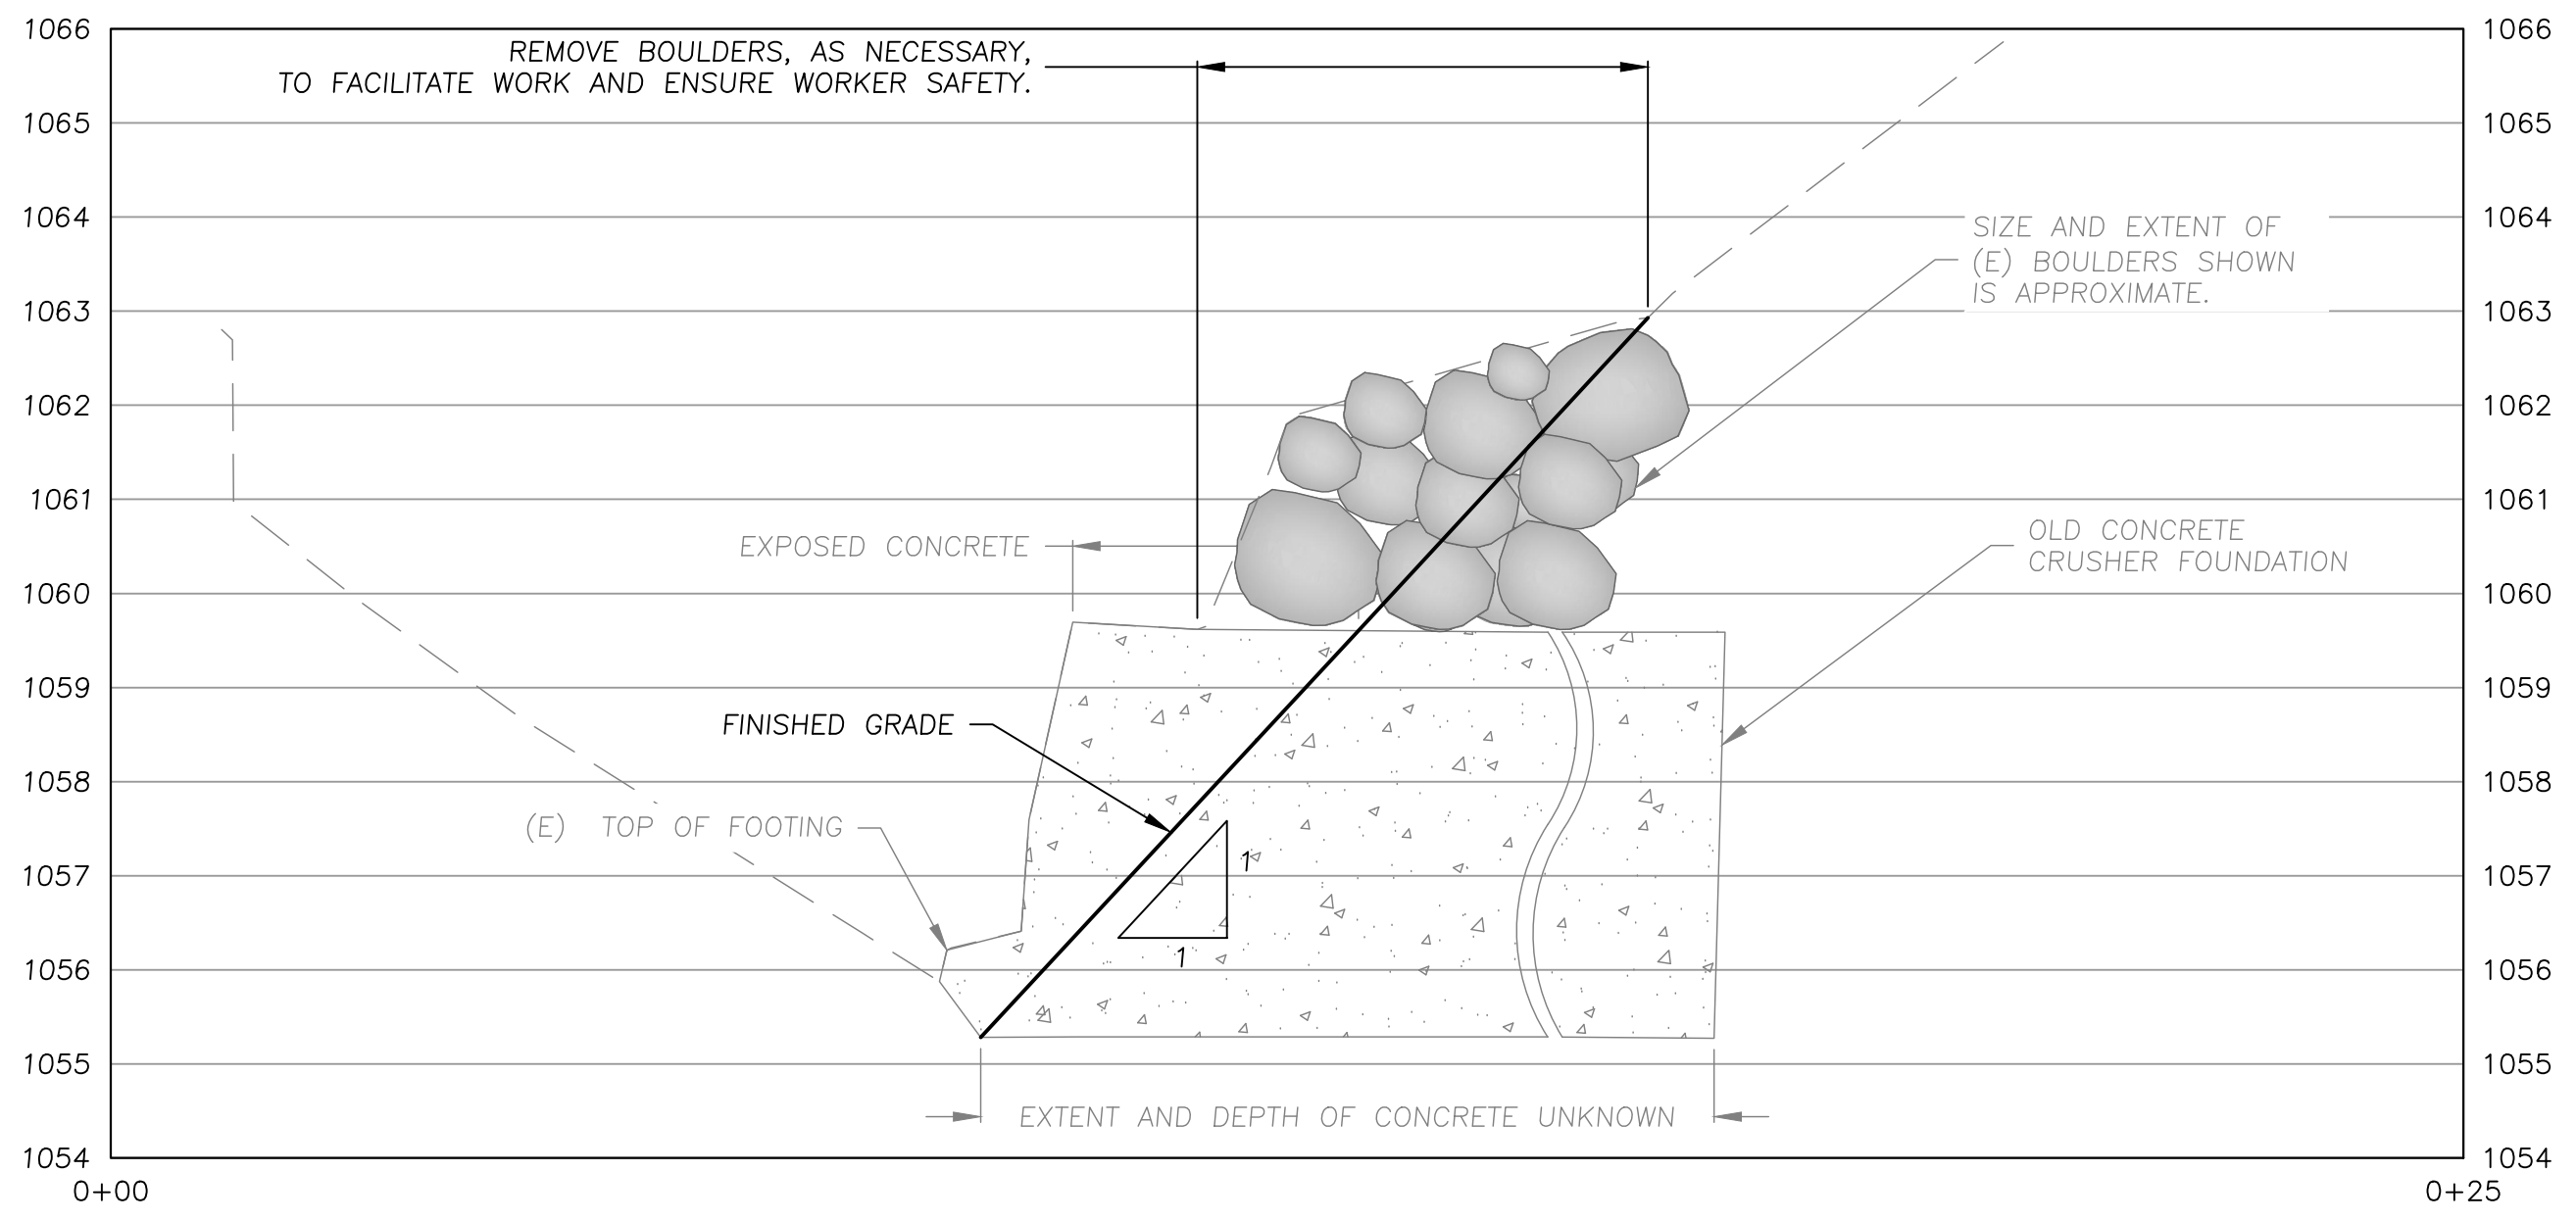 1066
1066
REMOVE BOULDERS, AS NECESSARY,
TO FACILITATE WORK AND ENSURE WORKER SAFETY.
1065
1065
1064
1064
SIZE AND EXTENT OF
(E) BOULDERS SHOWN
IS APPROXIMATE.
1063
1063
1062
1062
1061
1061
EXPOSED CONCRETE
OLD CONCRETE
CRUSHER FOUNDATION
1060
1060
1059
1059
FINISHED GRADE
1058
1058
(E) TOP OF FOOTING
1
1057
1057
1
1056
1056
1055
1055
EXTENT AND DEPTH OF CONCRETE UNKNOWN
1054
1054
0+00
0+25